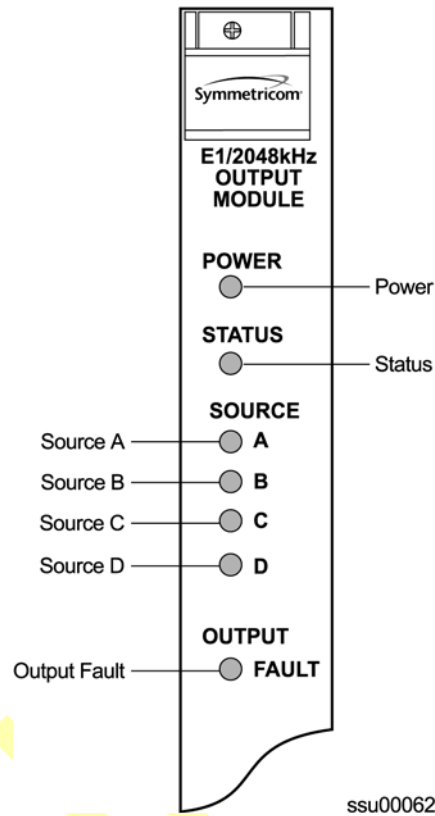 Symmetricom
E1/2048kHz
OUTPUT
MODULE
POWER
Power
STATUS
Status
SOURCE
Source A A
Source B B
Source C C
Source D D
OUTPUT
Output Fault FAULT
ssu00062